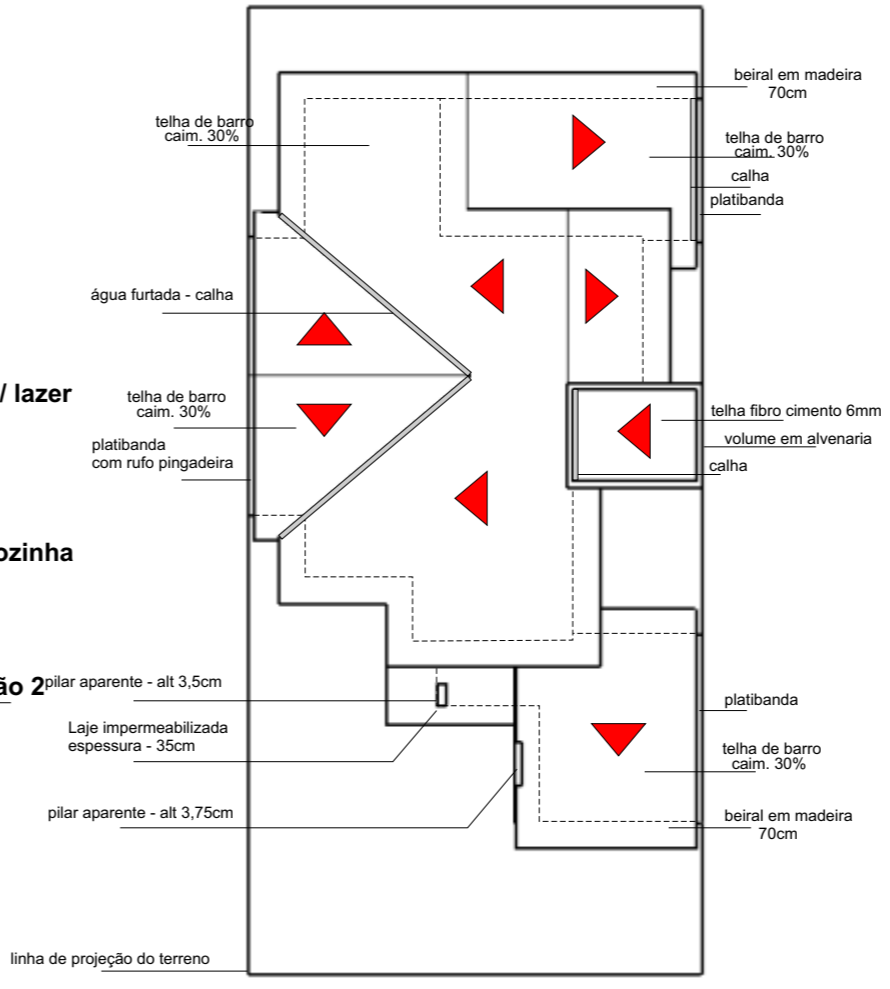 beiral em madeira
70cm
telha de barro
caim. 30%
telha de barro
caim. 30%
calha
platibanda
água furtada - calha
/ lazer
telha de barro
caim. 30%
telha fibro cimento 6mm
platibanda
com rufo pingadeira
volume em alvenaria
calha
ozinha
ão 2
pilar aparente - alt 3,5cm
platibanda
Laje impermeabilizada
espessura - 35cm
telha de barro
caim. 30%
pilar aparente - alt 3,75cm
beiral em madeira
70cm
linha de projeção do terreno